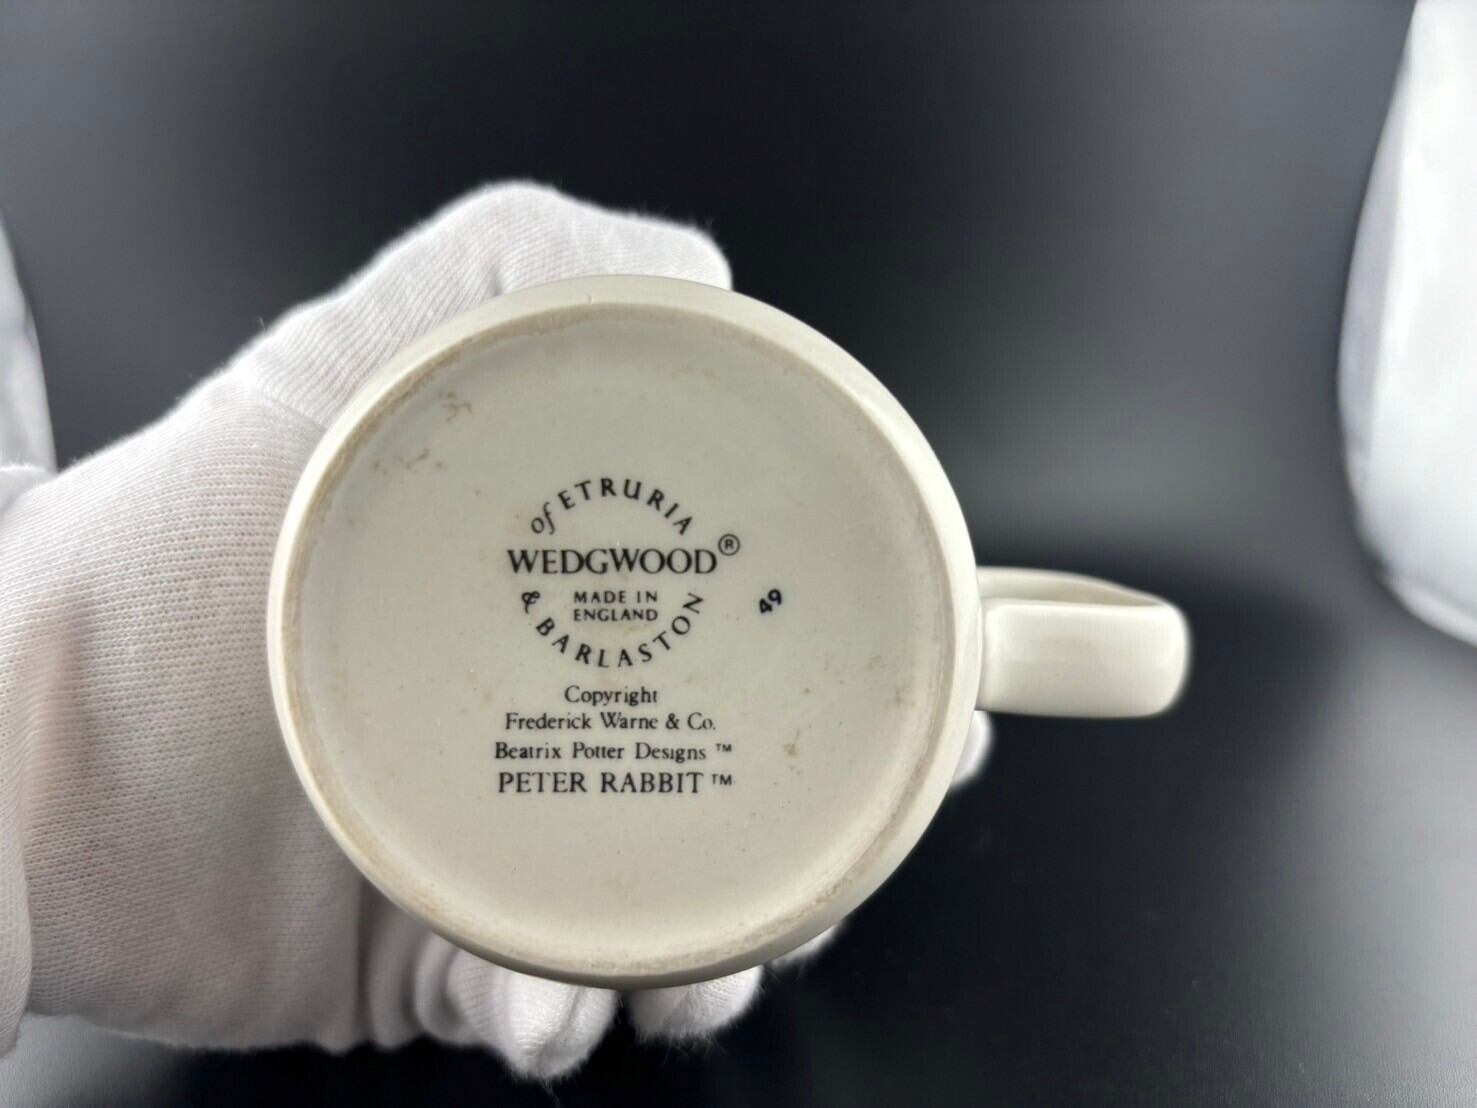 of ETRURIA
WEDGWOOD®
MADE IN
ENGLAND
& BARLASTON
49
Copyright
Frederick Warne & Co.
Beatrix Potter Designs ™
PETER RABBIT ™